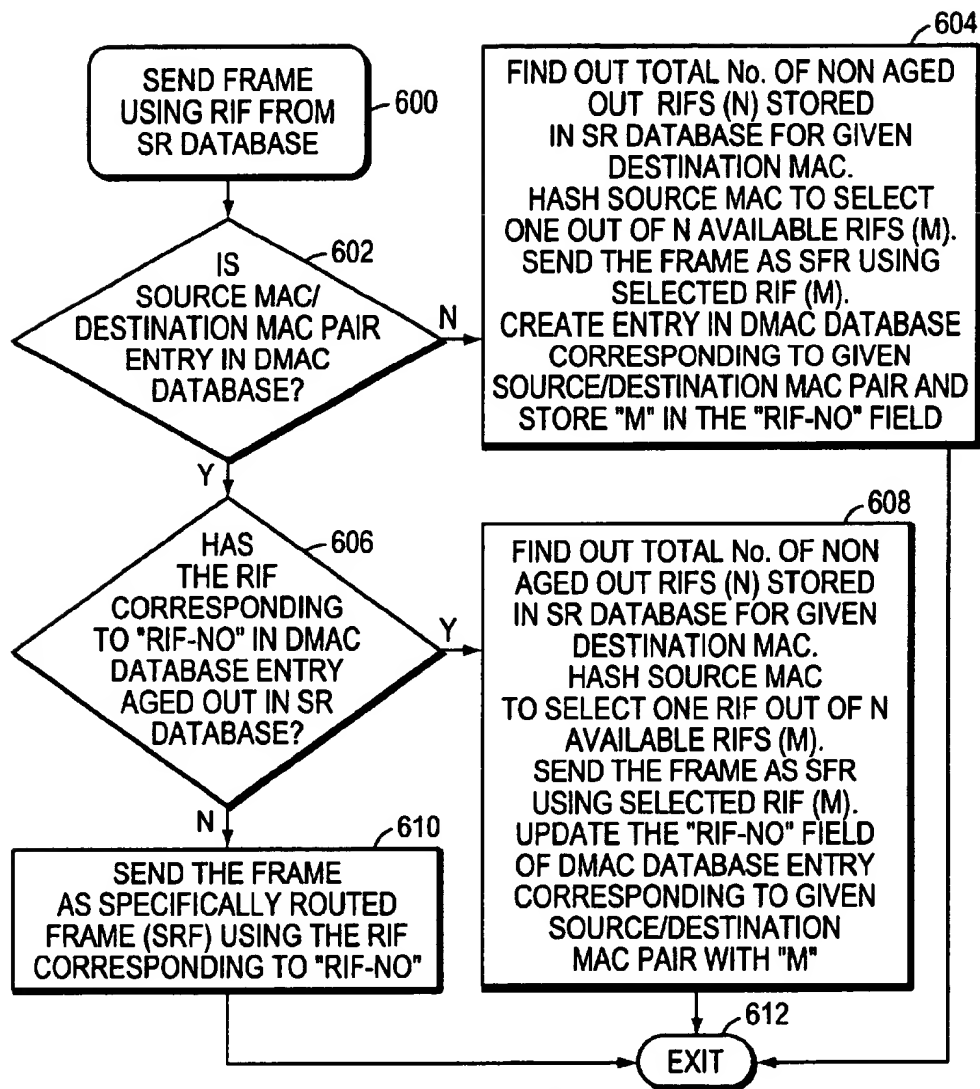 SEND FRAME
USING RIF FROM
SR DATABASE
600
IS
SOURCE MAC/
DESTINATION MAC PAIR
ENTRY IN DMAC
DATABASE?
602
N
Y
604
FIND OUT TOTAL No. OF NON AGED
OUT RIFS (N) STORED
IN SR DATABASE FOR GIVEN
DESTINATION MAC.
HASH SOURCE MAC TO SELECT
ONE OUT OF N AVAILABLE RIFS (M).
SEND THE FRAME AS SFR USING
SELECTED RIF (M).
CREATE ENTRY IN DMAC DATABASE
CORRESPONDING TO GIVEN
SOURCE/DESTINATION MAC PAIR AND
STORE "M" IN THE "RIF-NO" FIELD
HAS
THE RIF
CORRESPONDING
TO "RIF-NO" IN DMAC
DATABASE ENTRY
AGED OUT IN SR
DATABASE?
606
Y
N
608
FIND OUT TOTAL No. OF NON
AGED OUT RIFS (N) STORED
IN SR DATABASE FOR GIVEN
DESTINATION MAC.
HASH SOURCE MAC
TO SELECT ONE RIF OUT OF N
AVAILABLE RIFS (M).
SEND THE FRAME AS SFR
USING SELECTED RIF (M).
UPDATE THE "RIF-NO" FIELD
OF DMAC DATABASE ENTRY
CORRESPONDING TO GIVEN
SOURCE/DESTINATION
MAC PAIR WITH "M"
610
SEND THE FRAME
AS SPECIFICALLY ROUTED
FRAME (SRF) USING THE RIF
CORRESPONDING TO "RIF-NO"
612
EXIT